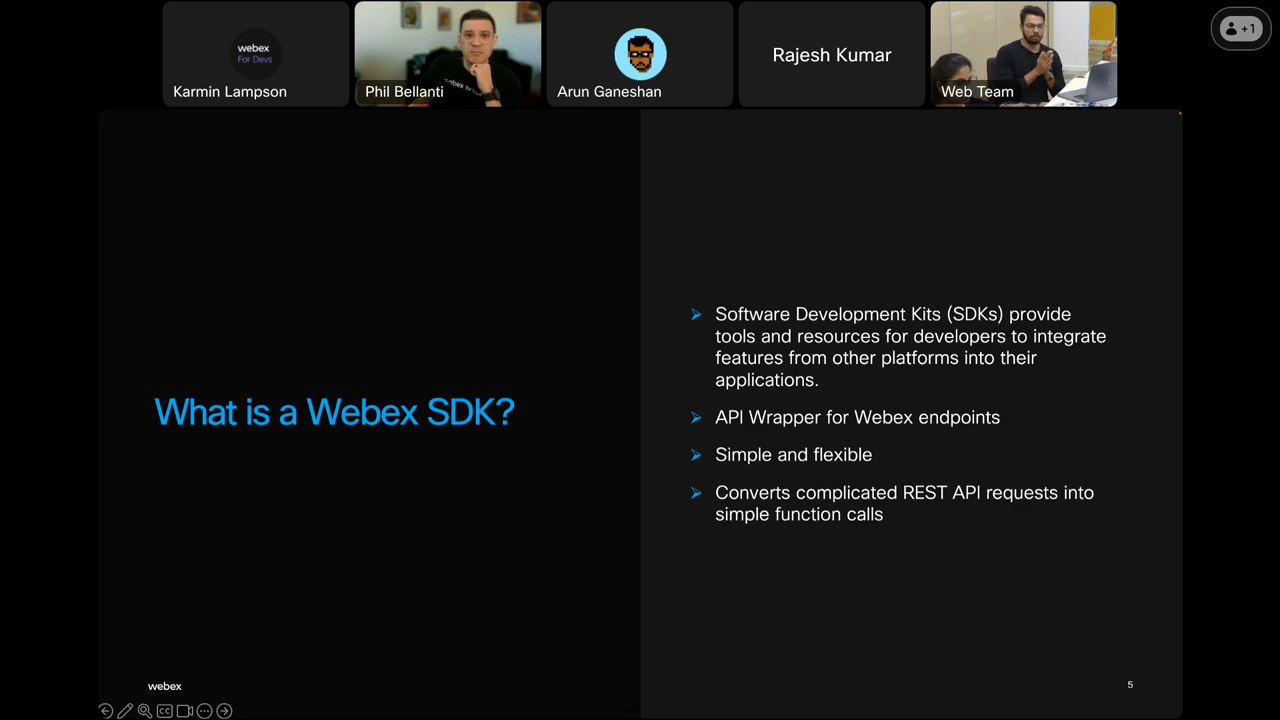 webex
For Devs
Karmin Lampson
Phil Bellanti
Arun Ganeshan
Rajesh Kumar
Web Team
+1
What is a Webex SDK?
Software Development Kits (SDKs) provide
tools and resources for developers to integrate
features from other platforms into their
applications.
API Wrapper for Webex endpoints
Simple and flexible
Converts complicated REST API requests into
simple function calls
webex
5
CC